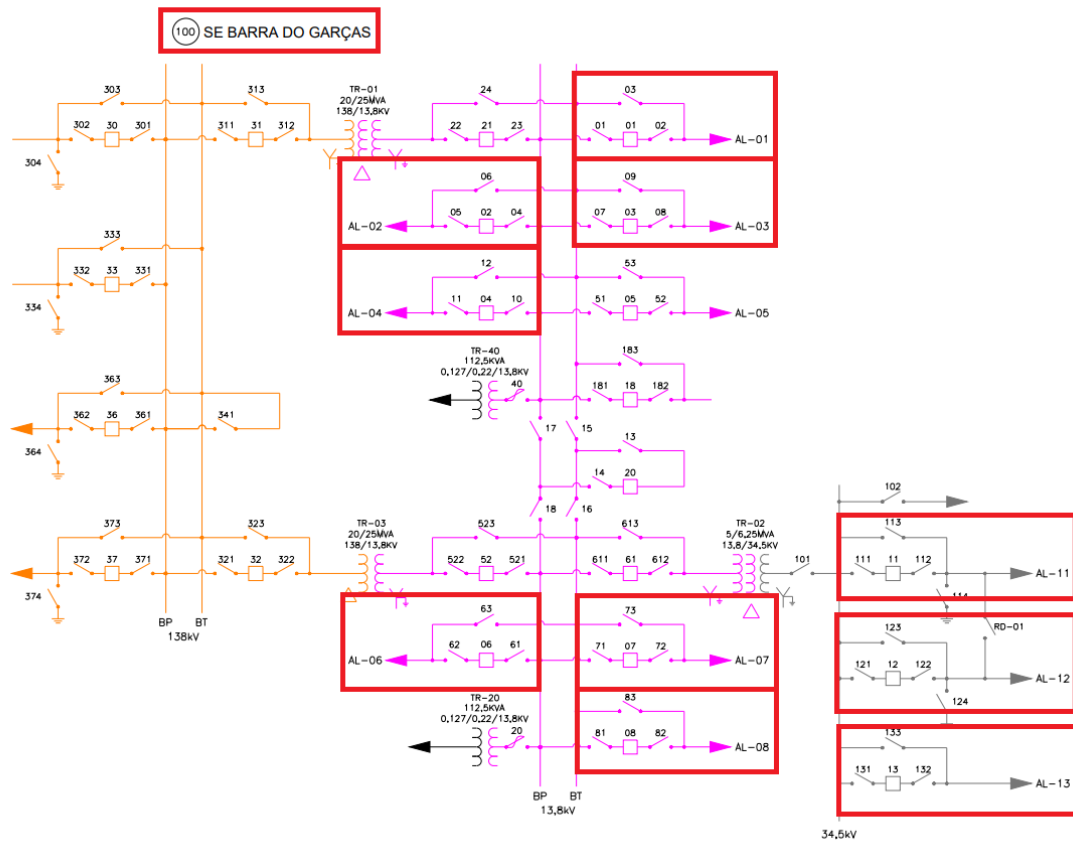 100 SE BARRA DO GARÇAS
303 313 24 03
TR-01
20/25MVA
138/13,8KV
302 30 301 311 31 312 22 21 23 01 01 02 AL-01
304
06 09
AL-02 05 02 04 07 03 08 AL-03
333
332 33 331
12 53
AL-04 11 04 10 51 05 52 AL-05
334
TR-40
112,5KVA
0.127/0.22/13.8KV
40
183
181 18 182
363
362 36 361 341
364
17 15 13
14 20
18 16
102
373 323
TR-03
20/25MVA
138/13,8KV
523 613
TR-02
5/6,25MVA
13.8/34.5KV
101
113
372 37 371 321 32 322 522 52 521 611 61 612 111 11 112 AL-11
374
114
BP BT
138kV
RD-01
63 73 123
AL-06 62 06 61 71 07 72 AL-07 121 12 122 AL-12
124
TR-20
112,5KVA
0.127/0.22/13.8KV
20
83 133
81 08 82 AL-08 131 13 132 AL-13
BP BT
13,8kV
34,5kV